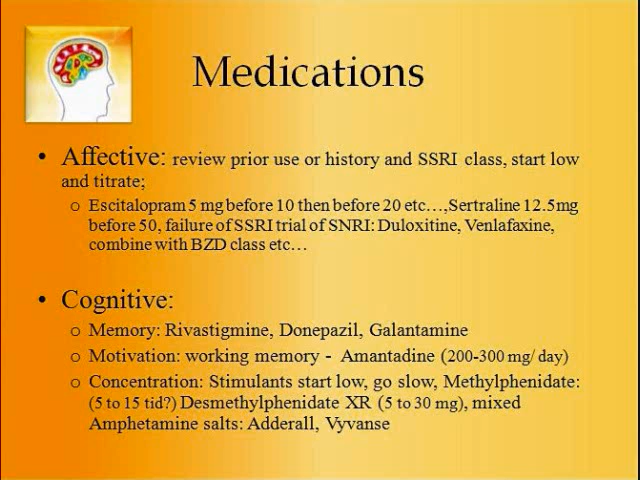 Medications
• Affective: review prior use or history and SSRI class, start low
and titrate;
o Escitalopram 5 mg before 10 then before 20 etc…,Sertraline 12.5mg
before 50, failure of SSRI trial of SNRI: Duloxitine, Venlafaxine,
combine with BZD class etc…
• Cognitive:
o Memory: Rivastigmine, Donepazil, Galantamine
o Motivation: working memory - Amantadine (200-300 mg/ day)
o Concentration: Stimulants start low, go slow, Methylphenidate:
(5 to 15 tid?) Desmethylphenidate XR (5 to 30 mg), mixed
Amphetamine salts: Adderall, Vyvanse